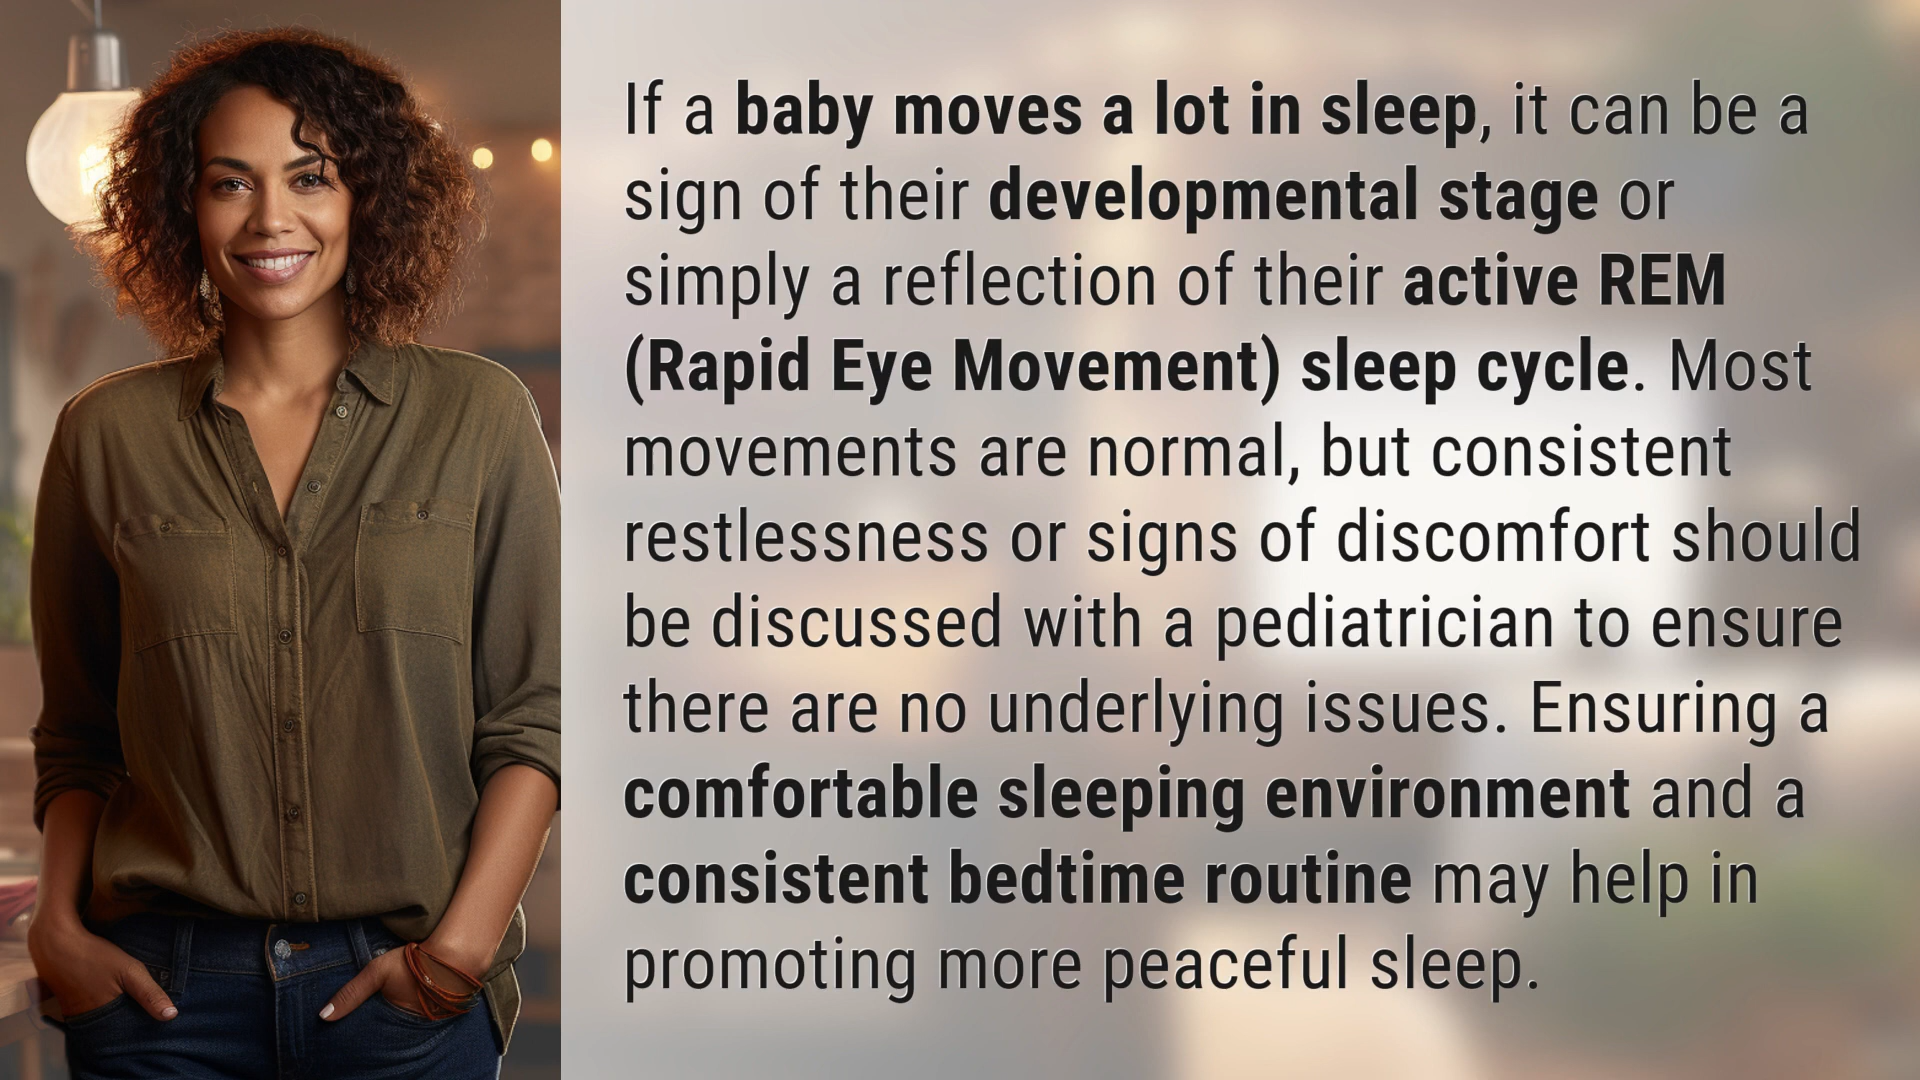 If a baby moves a lot in sleep, it can be a
sign of their developmental stage or
simply a reflection of their active REM
(Rapid Eye Movement) sleep cycle. Most
movements are normal, but consistent
restlessness or signs of discomfort should
be discussed with a pediatrician to ensure
there are no underlying issues. Ensuring a
comfortable sleeping environment and a
consistent bedtime routine may help in
promoting more peaceful sleep.